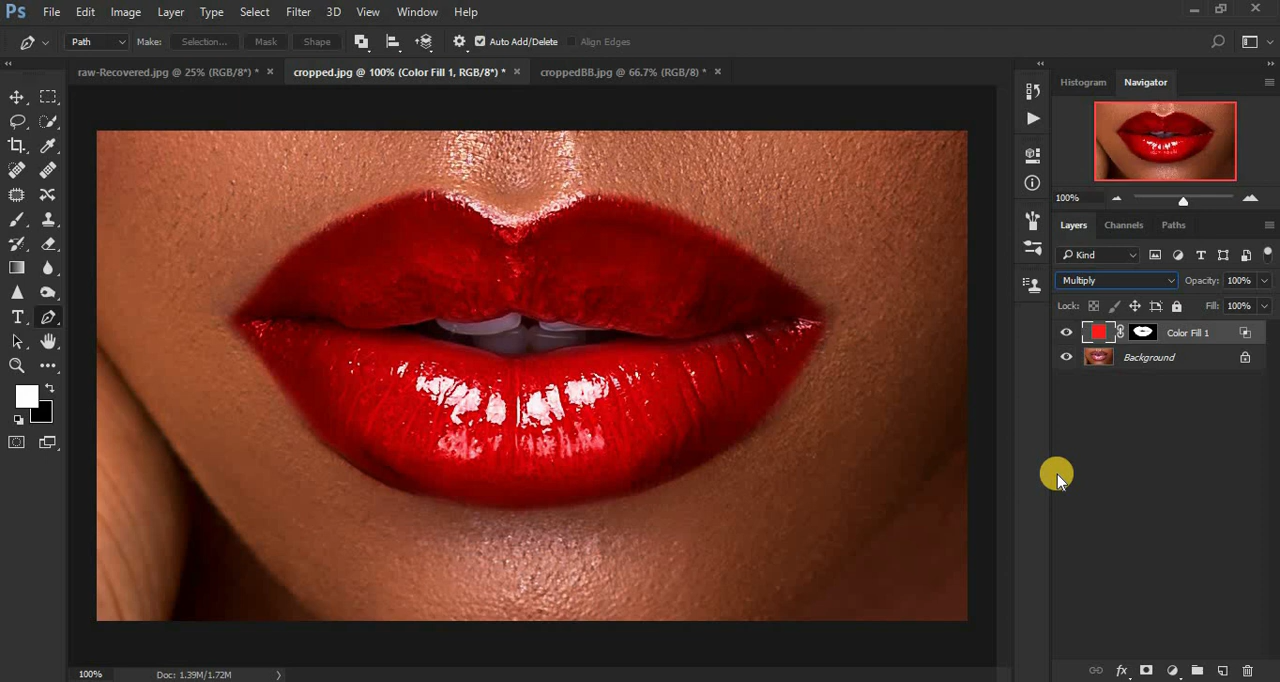 Ps File Edit Image Layer Type Select Filter 3D View Window Help
Path Make: Selection... Mask Shape Auto Add/Delete Align Edges
raw-Recovered.jpg @ 25% (RGB/8*) * × cropped.jpg @ 100% (Color Fill 1, RGB/8*) * × croppedBB.jpg @ 66.7% (RGB/8) * ×
Histogram Navigator
100%
Layers Channels Paths
Kind
Multiply Opacity: 100%
Lock: Fill: 100%
Color Fill 1
Background
100% Doc: 1.39M/1.72M